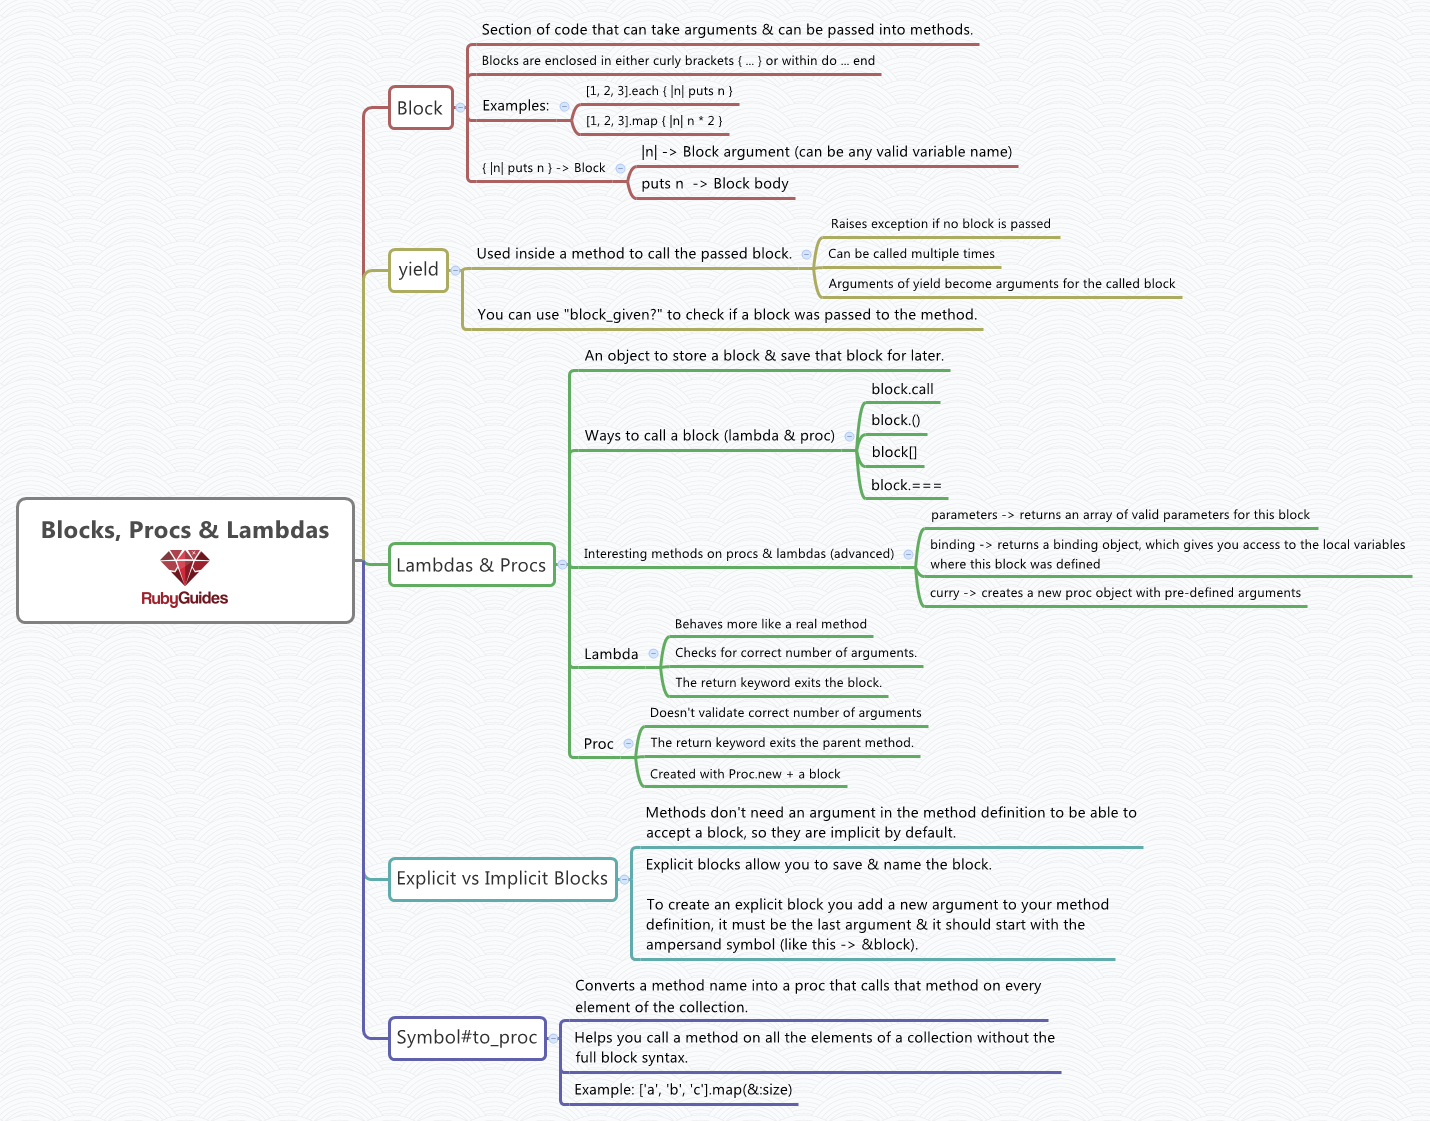 Blocks, Procs & Lambdas
RubyGuides
Block
Section of code that can take arguments & can be passed into methods.
Blocks are enclosed in either curly brackets { ... } or within do ... end
Examples:
[1, 2, 3].each { |n| puts n }
[1, 2, 3].map { |n| n * 2 }
{ |n| puts n } -> Block
|n| -> Block argument (can be any valid variable name)
puts n  -> Block body
yield
Used inside a method to call the passed block.
Raises exception if no block is passed
Can be called multiple times
Arguments of yield become arguments for the called block
You can use "block_given?" to check if a block was passed to the method.
Lambdas & Procs
An object to store a block & save that block for later.
Ways to call a block (lambda & proc)
block.call
block.()
block[]
block.===
Interesting methods on procs & lambdas (advanced)
parameters -> returns an array of valid parameters for this block
binding -> returns a binding object, which gives you access to the local variables
where this block was defined
curry -> creates a new proc object with pre-defined arguments
Lambda
Behaves more like a real method
Checks for correct number of arguments.
The return keyword exits the block.
Proc
Doesn't validate correct number of arguments
The return keyword exits the parent method.
Created with Proc.new + a block
Explicit vs Implicit Blocks
Methods don't need an argument in the method definition to be able to
accept a block, so they are implicit by default.
Explicit blocks allow you to save & name the block.
To create an explicit block you add a new argument to your method
definition, it must be the last argument & it should start with the
ampersand symbol (like this -> &block).
Symbol#to_proc
Converts a method name into a proc that calls that method on every
element of the collection.
Helps you call a method on all the elements of a collection without the
full block syntax.
Example: ['a', 'b', 'c'].map(&:size)